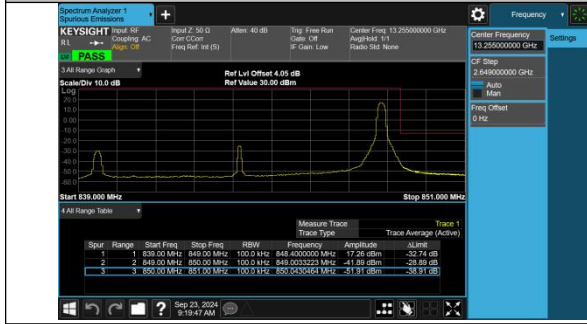 Spectrum Analyzer 1
Spurious Emissions
Frequency
KEYSIGHT
Input: RF
Coupling: AC
Align: Off
Input Z: 50 Ω
Corr CCorr
Freq Ref: Int (S)
Atten: 40 dB
Trig: Free Run
Gate: Off
IF Gain: Low
Center Freq: 13.255000000 GHz
Avg|Hold: 1/1
Radio Std: None
RL
PASS
Center Frequency
13.255000000 GHz
Settings
CF Step
2.649000000 GHz
Auto
Man
Freq Offset
0 Hz
3 All Range Graph
Scale/Div 10.0 dB
Ref Lvl Offset 4.05 dB
Ref Value 30.00 dBm
Log
20.0
10.0
0.00
-10.0
-20.0
-30.0
-40.0
-50.0
-60.0
Start 839.000 MHz
Stop 851.000 MHz
4 All Range Table
Measure Trace Trace 1
Trace Type Trace Average (Active)
Spur Range Start Freq Stop Freq RBW Frequency Amplitude ΔLimit
1 1 839.00 MHz 849.00 MHz 100.0 kHz 848.4000000 MHz 17.26 dBm -32.74 dB
2 2 849.00 MHz 850.00 MHz 100.0 kHz 849.0033223 MHz -41.89 dBm -28.89 dB
3 3 850.00 MHz 851.00 MHz 100.0 kHz 850.0430464 MHz -51.91 dBm -38.91 dB
Sep 23, 2024
9:19:47 AM